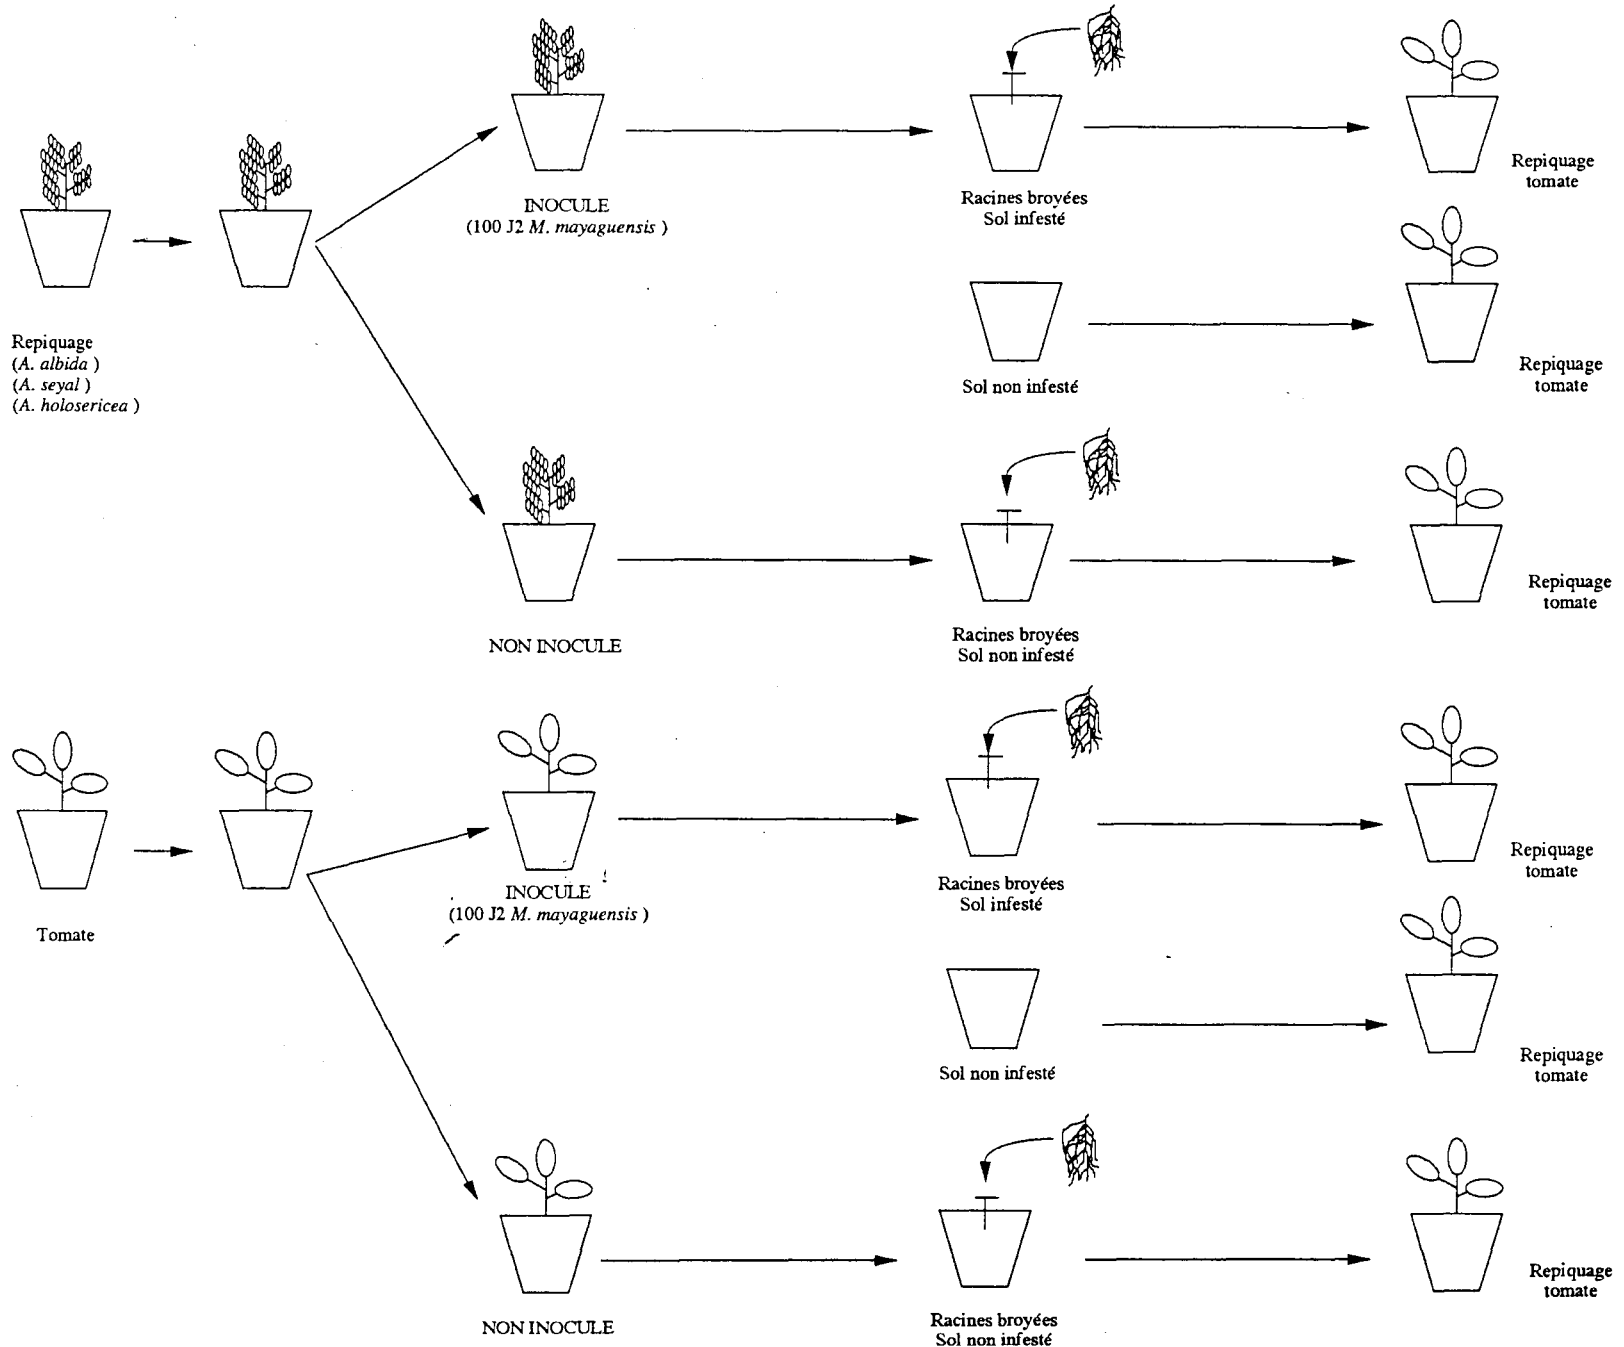 INOCULE
(100 J2 M. mayaguensis )
Racines broyées
Sol infesté
Repiquage
tomate
Repiquage
(A. albida )
(A. seyal )
(A. holosericea )
Sol non infesté
Repiquage
tomate
NON INOCULE
Racines broyées
Sol non infesté
Repiquage
tomate
Tomate
INOCULE
(100 J2 M. mayaguensis )
Racines broyées
Sol infesté
Repiquage
tomate
Sol non infesté
Repiquage
tomate
NON INOCULE
Racines broyées
Sol non infesté
Repiquage
tomate